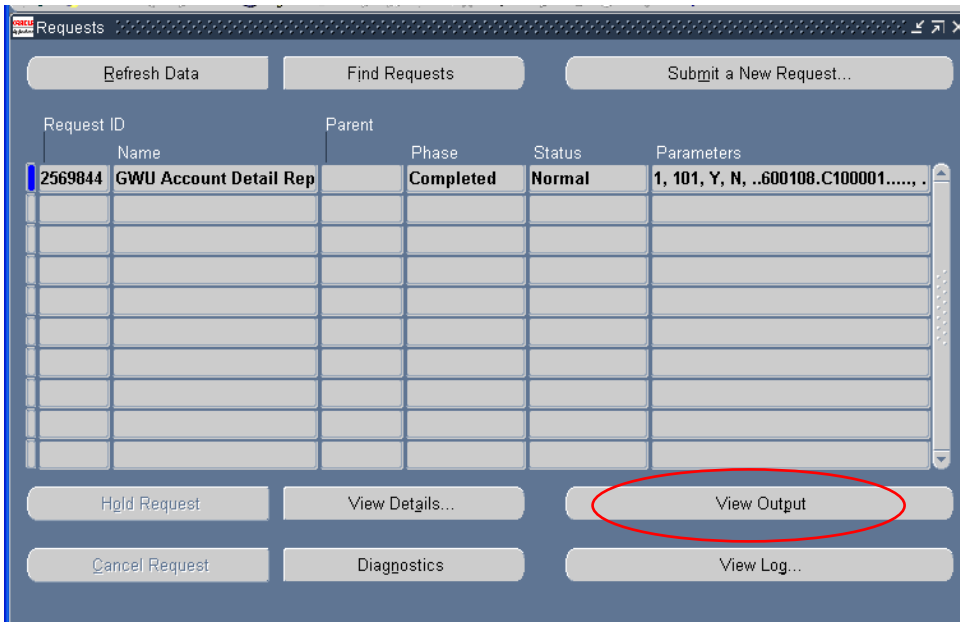 Requests
Refresh Data Find Requests Submit a New Request...
Request ID Parent
Name Phase Status Parameters
2569844 GWU Account Detail Rep Completed Normal 1, 101, Y, N, ..600108.C100001....., .
Hold Request View Details... View Output
Cancel Request Diagnostics View Log...